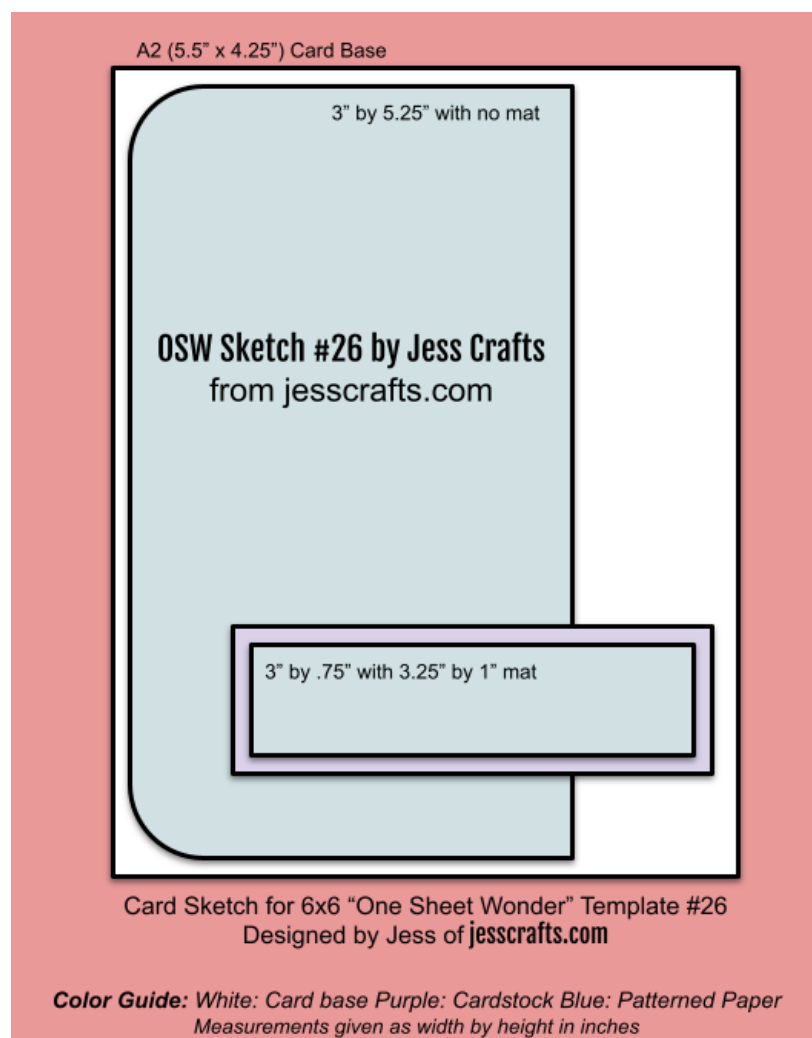 A2 (5.5” x 4.25”) Card Base
3” by 5.25” with no mat
OSW Sketch #26 by Jess Crafts
from jesscrafts.com
3” by .75” with 3.25” by 1” mat
Card Sketch for 6x6 “One Sheet Wonder” Template #26
Designed by Jess of jesscrafts.com
Color Guide: White: Card base Purple: Cardstock Blue: Patterned Paper
Measurements given as width by height in inches